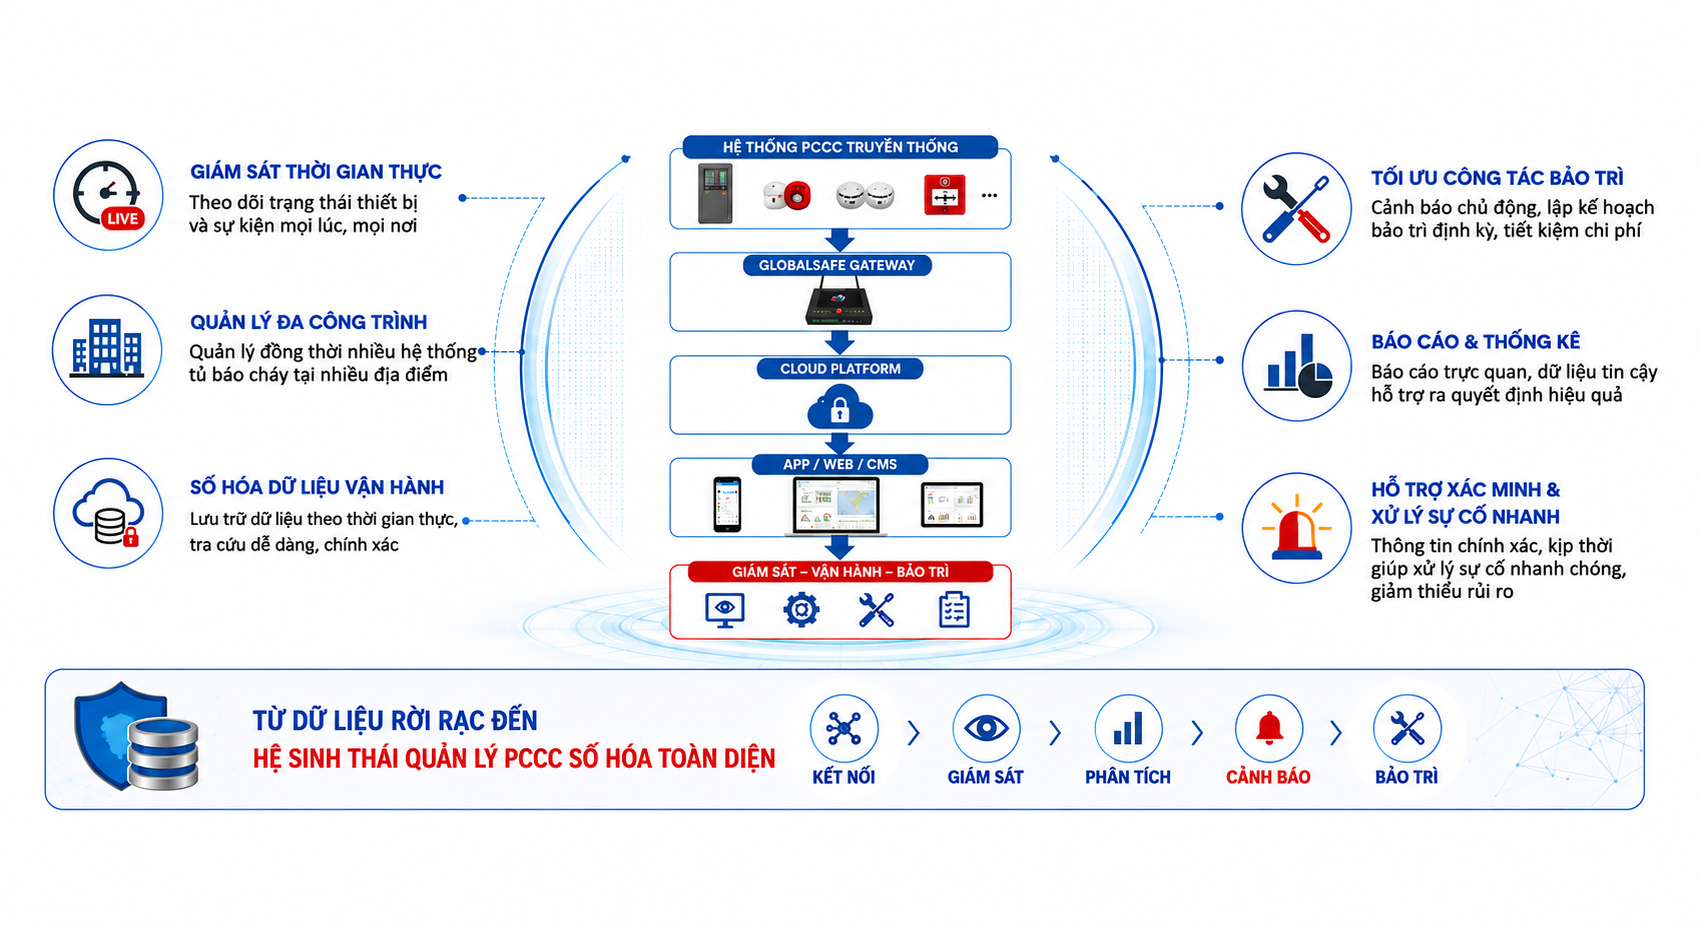 GIÁM SÁT THỜI GIAN THỰC
Theo dõi trạng thái thiết bị
và sự kiện mọi lúc, mọi nơi
LIVE
QUẢN LÝ ĐA CÔNG TRÌNH
Quản lý đồng thời nhiều hệ thống
tủ báo cháy tại nhiều địa điểm
SỐ HÓA DỮ LIỆU VẬN HÀNH
Lưu trữ dữ liệu theo thời gian thực,
tra cứu dễ dàng, chính xác
HỆ THỐNG PCCC TRUYỀN THỐNG
...
GLOBALSAFE GATEWAY
CLOUD PLATFORM
APP / WEB / CMS
GIÁM SÁT – VẬN HÀNH – BẢO TRÌ
TỐI ƯU CÔNG TÁC BẢO TRÌ
Cảnh báo chủ động, lập kế hoạch
bảo trì định kỳ, tiết kiệm chi phí
BÁO CÁO & THỐNG KÊ
Báo cáo trực quan, dữ liệu tin cậy
hỗ trợ ra quyết định hiệu quả
HỖ TRỢ XÁC MINH &
XỬ LÝ SỰ CỐ NHANH
Thông tin chính xác, kịp thời
giúp xử lý sự cố nhanh chóng,
giảm thiểu rủi ro
TỪ DỮ LIỆU RỜI RẠC ĐẾN
HỆ SINH THÁI QUẢN LÝ PCCC SỐ HÓA TOÀN DIỆN
KẾT NỐI
GIÁM SÁT
PHÂN TÍCH
CẢNH BÁO
BẢO TRÌ